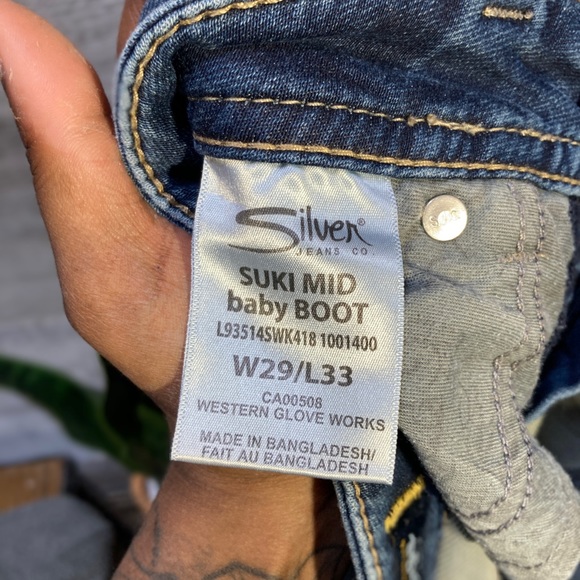 Silver®
JEANS CO.
SUKI MID
baby BOOT
L93514SWK418 1001400
W29/L33
CA00508
WESTERN GLOVE WORKS
MADE IN BANGLADESH/
FAIT AU BANGLADESH